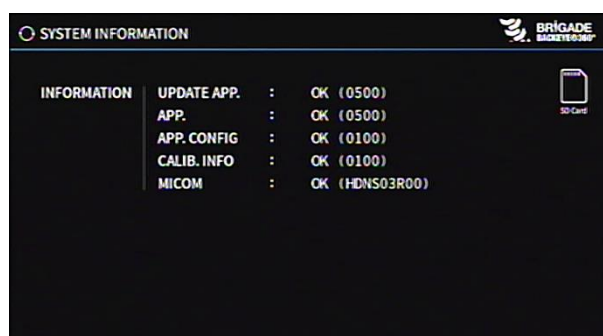 SYSTEM INFORMATION
BRIGADE
BACKEYE®360°
INFORMATION
UPDATE APP. : OK (0500)
APP. : OK (0500)
APP. CONFIG : OK (0100)
CALIB. INFO : OK (0100)
MICOM : OK (HDNS03R00)
SD Card